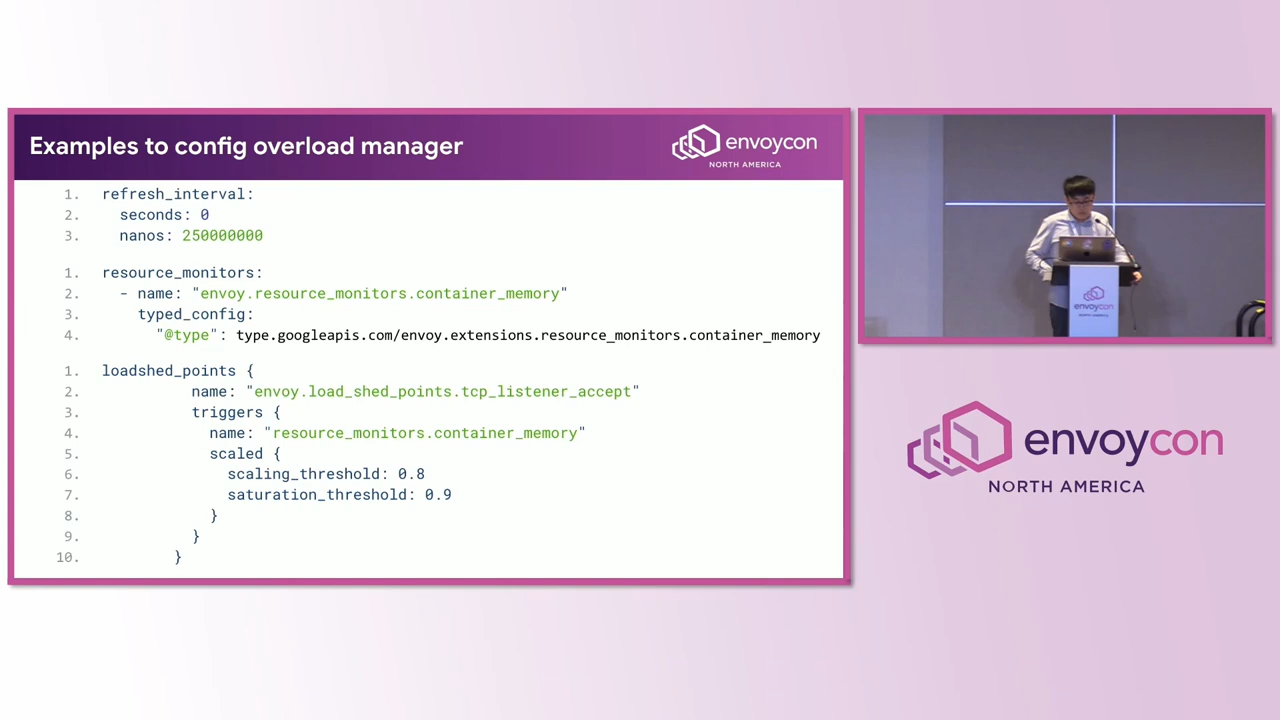 Examples to config overload manager
envoycon
NORTH AMERICA
1. refresh_interval:
2. seconds: 0
3. nanos: 250000000
1. resource_monitors:
2. - name: "envoy.resource_monitors.container_memory"
3. typed_config:
4. "@type": type.googleapis.com/envoy.extensions.resource_monitors.container_memory
1. loadshed_points {
2. name: "envoy.load_shed_points.tcp_listener_accept"
3. triggers {
4. name: "resource_monitors.container_memory"
5. scaled {
6. scaling_threshold: 0.8
7. saturation_threshold: 0.9
8. }
9. }
10. }
envoycon
NORTH AMERICA
envoycon
NORTH AMERICA